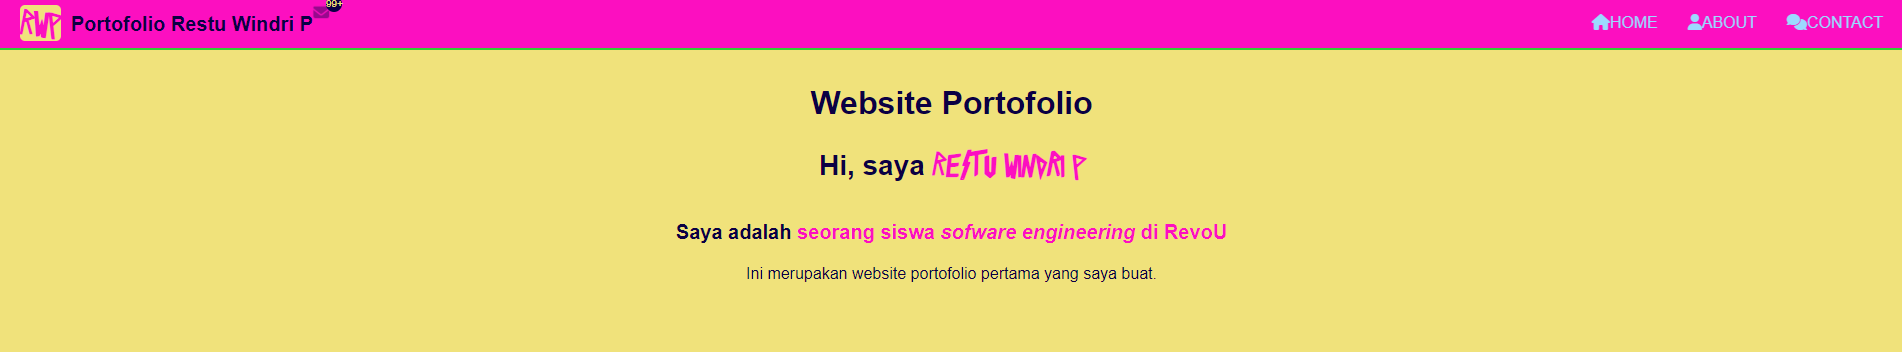 RWP Portofolio Restu Windri P 99+ HOME ABOUT CONTACT
Website Portofolio
Hi, saya RESTU WINDRI P
Saya adalah seorang siswa sofware engineering di RevoU
Ini merupakan website portofolio pertama yang saya buat.